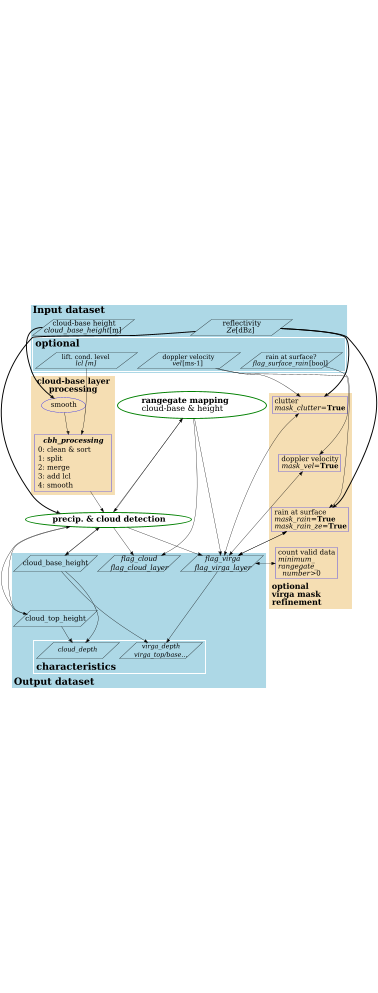 Input dataset
cloud-base height
cloud_base_height[m]
reflectivity
Ze[dBz]
optional
lift. cond. level
lcl [m]
doppler velocity
vel[ms-1]
rain at surface?
flag_surface_rain[bool]
cloud-base layer
processing
smooth
cbh_processing
0: clean & sort
1: split
2: merge
3: add lcl
4: smooth
rangegate mapping
cloud-base & height
clutter
mask_clutter=True
doppler velocity
mask_vel=True
rain at surface
mask_rain=True
mask_rain_ze=True
count valid data
minimum_
rangegate_
number>0
optional
virga mask
refinement
precip. & cloud detection
cloud_base_height
flag_cloud
flag_cloud_layer
flag_virga
flag_virga_layer
cloud_top_height
cloud_depth
virga_depth
virga_top/base...
characteristics
Output dataset